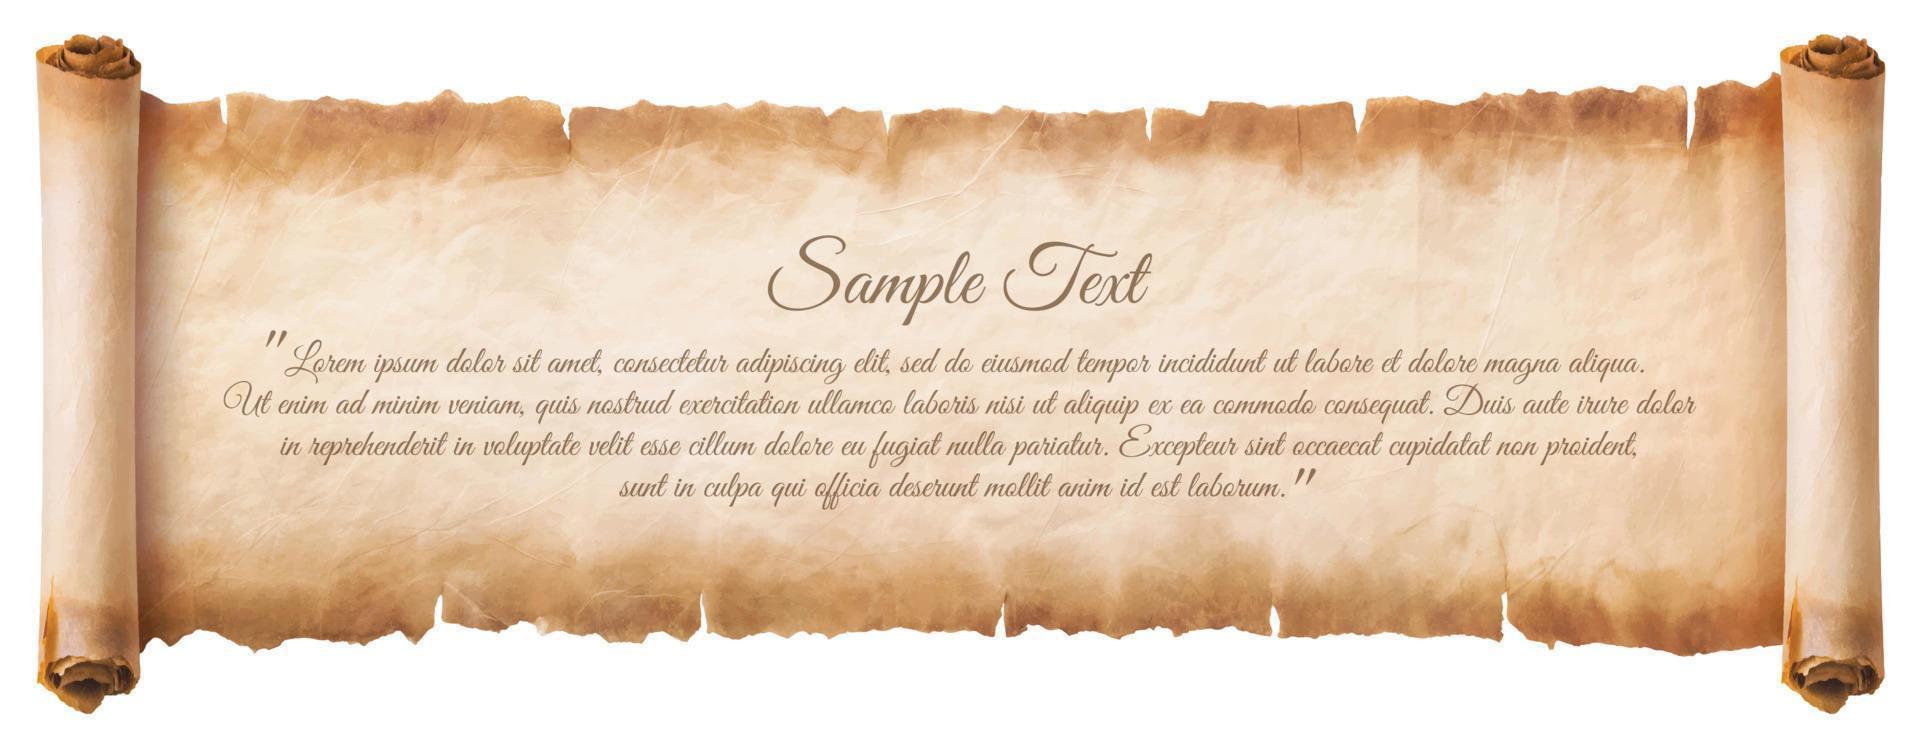 Sample Text
"Lorem ipsum dolor sit amet, consectetur adipiscing elit, sed do eiusmod tempor incididunt ut labore et dolore magna aliqua.
Ut enim ad minim veniam, quis nostrud exercitation ullamco laboris nisi ut aliquip ex ea commodo consequat. Duis aute irure dolor
in reprehenderit in voluptate velit esse cillum dolore eu fugiat nulla pariatur. Excepteur sint occaecat cupidatat non proident,
sunt in culpa qui officia deserunt mollit anim id est laborum."